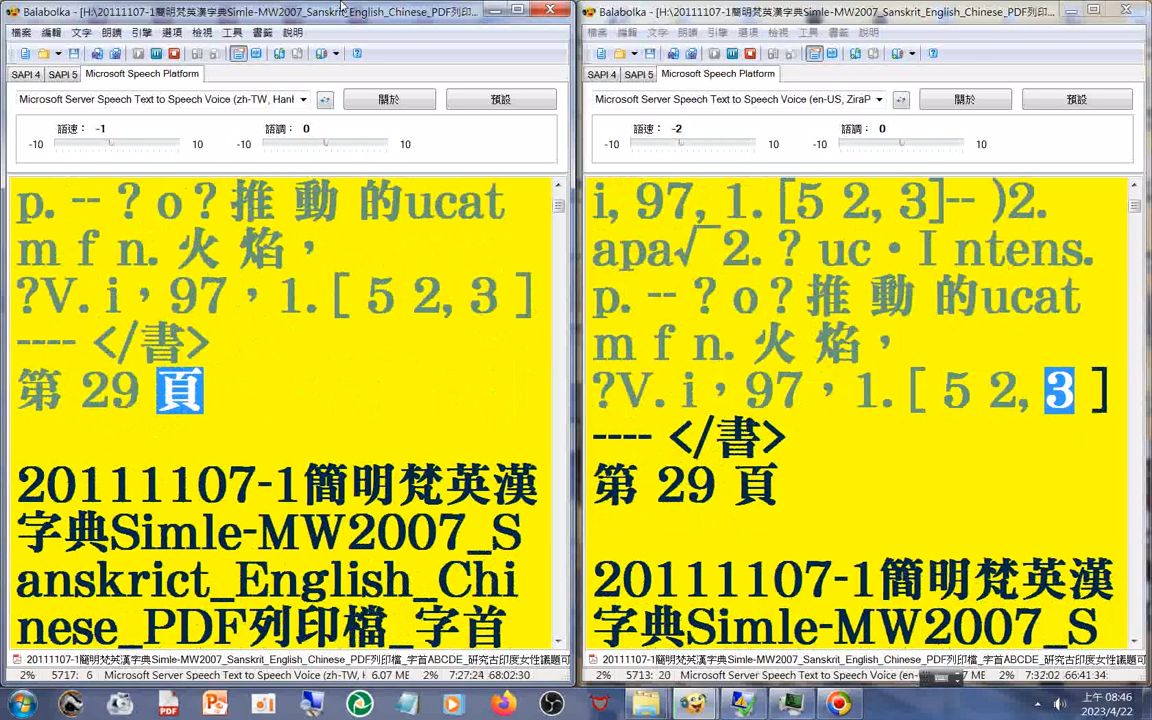 Balabolka - [H:\20111107-1簡明梵英漢字典Simle-MW2007_Sanskrit_English_Chinese_PDF列印...
檔案 編輯 文字 朗讀 引擎 選項 檢視 工具 書籤 說明
SAPI 4 SAPI 5 Microsoft Speech Platform
Microsoft Server Speech Text to Speech Voice (zh-TW, Hanl
關於
預設
語速： -1
語調： 0
-10 10 -10 10
p. -- ? o ? 推 動 的ucat
m f n. 火 焰，
?V. i，97，1. [ 5 2, 3 ]
---- </書>
第 29 頁
20111107-1簡明梵英漢
字典Simle-MW2007_S
anskrict_English_Chi
nese_PDF列印檔_字首
20111107-1簡明梵英漢字典Simle-MW2007_Sanskrit_English_Chinese_PDF列印檔_字首ABCDE_研究古印度女性議題可
5717: 6 Microsoft Server Speech Text to Speech Voice (zh-TW, H 6.07 MB 2% 7:27:24 68:02:30
Balabolka - [H:\20111107-1簡明梵英漢字典Simle-MW2007_Sanskrit_English_Chinese_PDF列印...
檔案 編輯 文字 朗讀 引擎 選項 檢視 工具 書籤 說明
SAPI 4 SAPI 5 Microsoft Speech Platform
Microsoft Server Speech Text to Speech Voice (en-US, ZiraP
關於
預設
語速： -2
語調： 0
-10 10 -10 10
i, 97, 1. [5 2, 3]-- )2.
apa√ 2. ? uc・I ntens.
p. -- ? o ? 推 動 的ucat
m f n. 火 焰，
?V. i，97，1. [ 5 2, 3 ]
---- </書>
第 29 頁
20111107-1簡明梵英漢
字典Simle-MW2007_S
20111107-1簡明梵英漢字典Simle-MW2007_Sanskrit_English_Chinese_PDF列印檔_字首ABCDE_研究古印度女性議題可
5713: 20 Microsoft Server Speech Text to Speech Voice (en- 2% 7:32:02 66:41:34
上午 08:46
2023/4/22